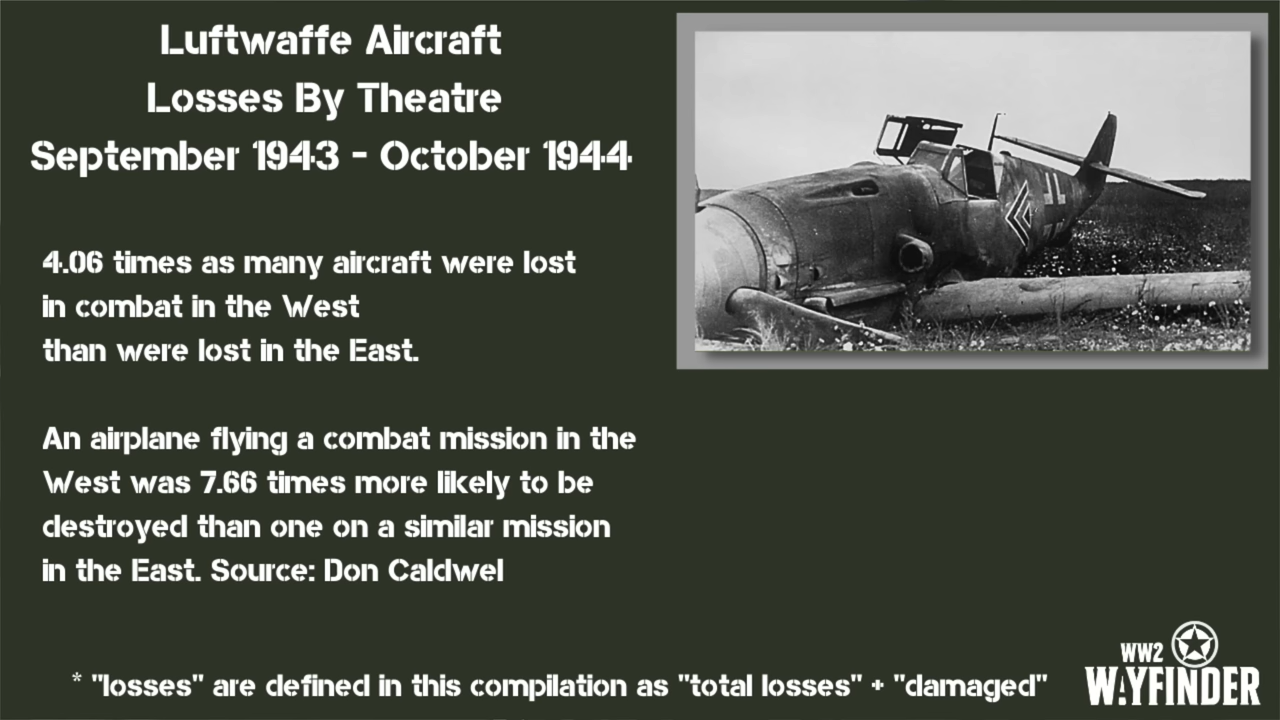 Luftwaffe Aircraft
Losses By Theatre
September 1943 - October 1944
4.06 times as many aircraft were lost
in combat in the West
than were lost in the East.
An airplane flying a combat mission in the
West was 7.66 times more likely to be
destroyed than one on a similar mission
in the East. Source: Don Caldwel
* "losses" are defined in this compilation as "total losses" + "damaged"
WW2
WAYFINDER